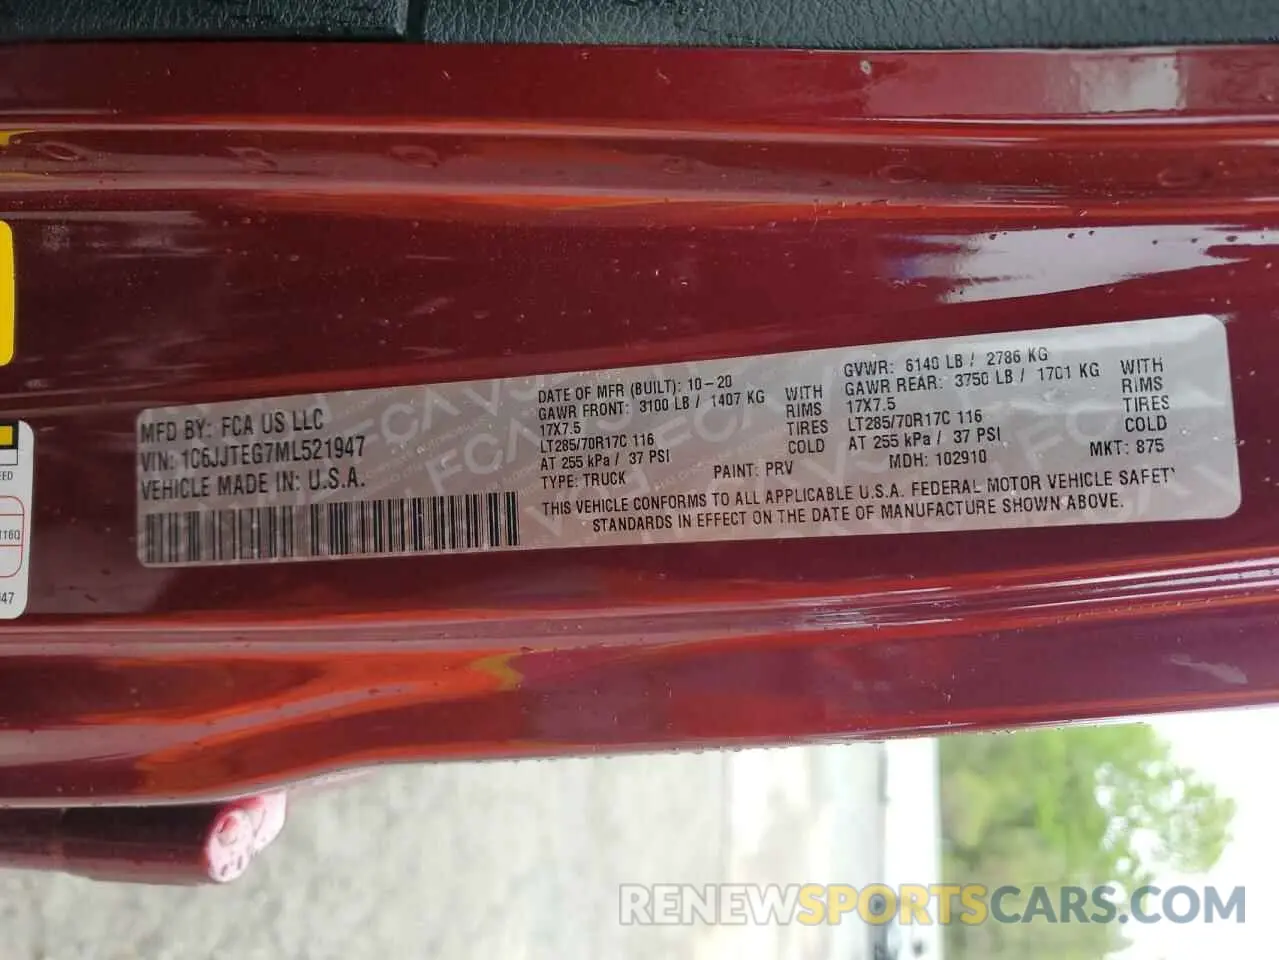 MFD BY: FCA US LLC
VIN: 1C6JJTEG7ML521947
VEHICLE MADE IN: U.S.A.
DATE OF MFR (BUILT): 10-20
GAWR FRONT: 3100 LB / 1407 KG WITH
17X7.5 RIMS
LT285/70R17C 116 TIRES
AT 255 kPa / 37 PSI COLD
TYPE: TRUCK
PAINT: PRV
GVWR: 6140 LB / 2786 KG
GAWR REAR: 3750 LB / 1701 KG WITH
17X7.5 RIMS
LT285/70R17C 116 TIRES
AT 255 kPa / 37 PSI COLD
MDH: 102910
MKT: 875
THIS VEHICLE CONFORMS TO ALL APPLICABLE U.S.A. FEDERAL MOTOR VEHICLE SAFETY
STANDARDS IN EFFECT ON THE DATE OF MANUFACTURE SHOWN ABOVE.
RENEWSPORTSCARS.COM